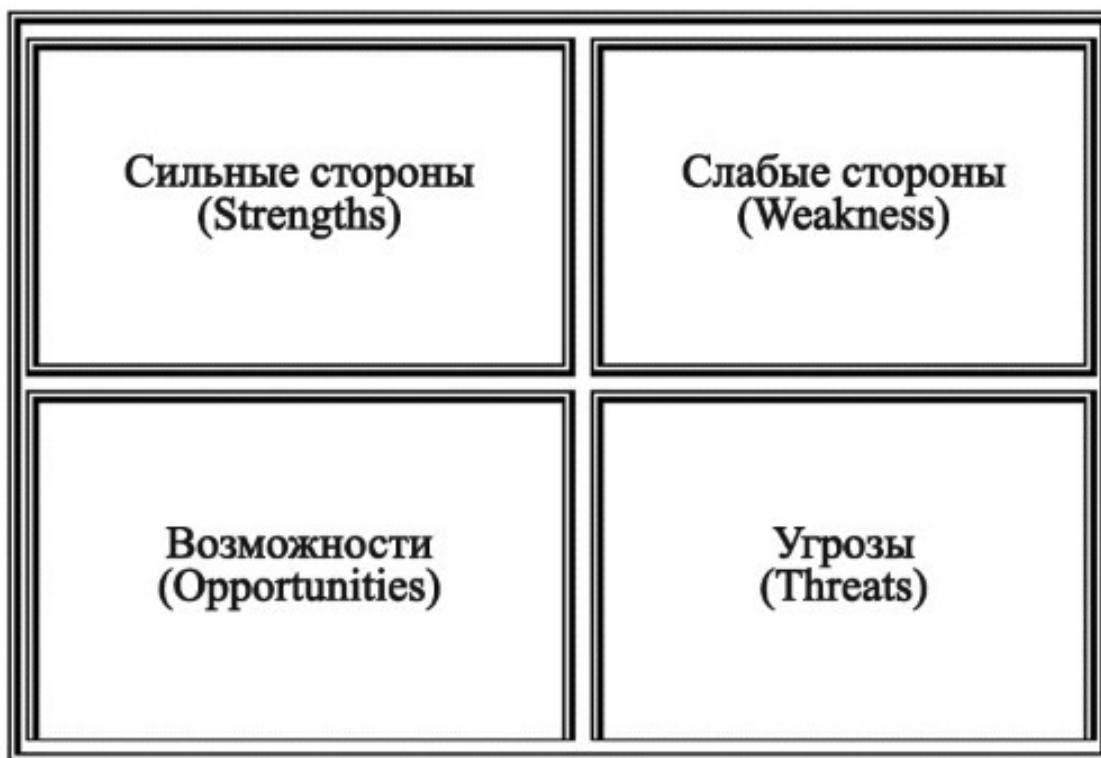 Сильные стороны
(Strengths)
Слабые стороны
(Weakness)
Возможности
(Opportunities)
Угрозы
(Threats)